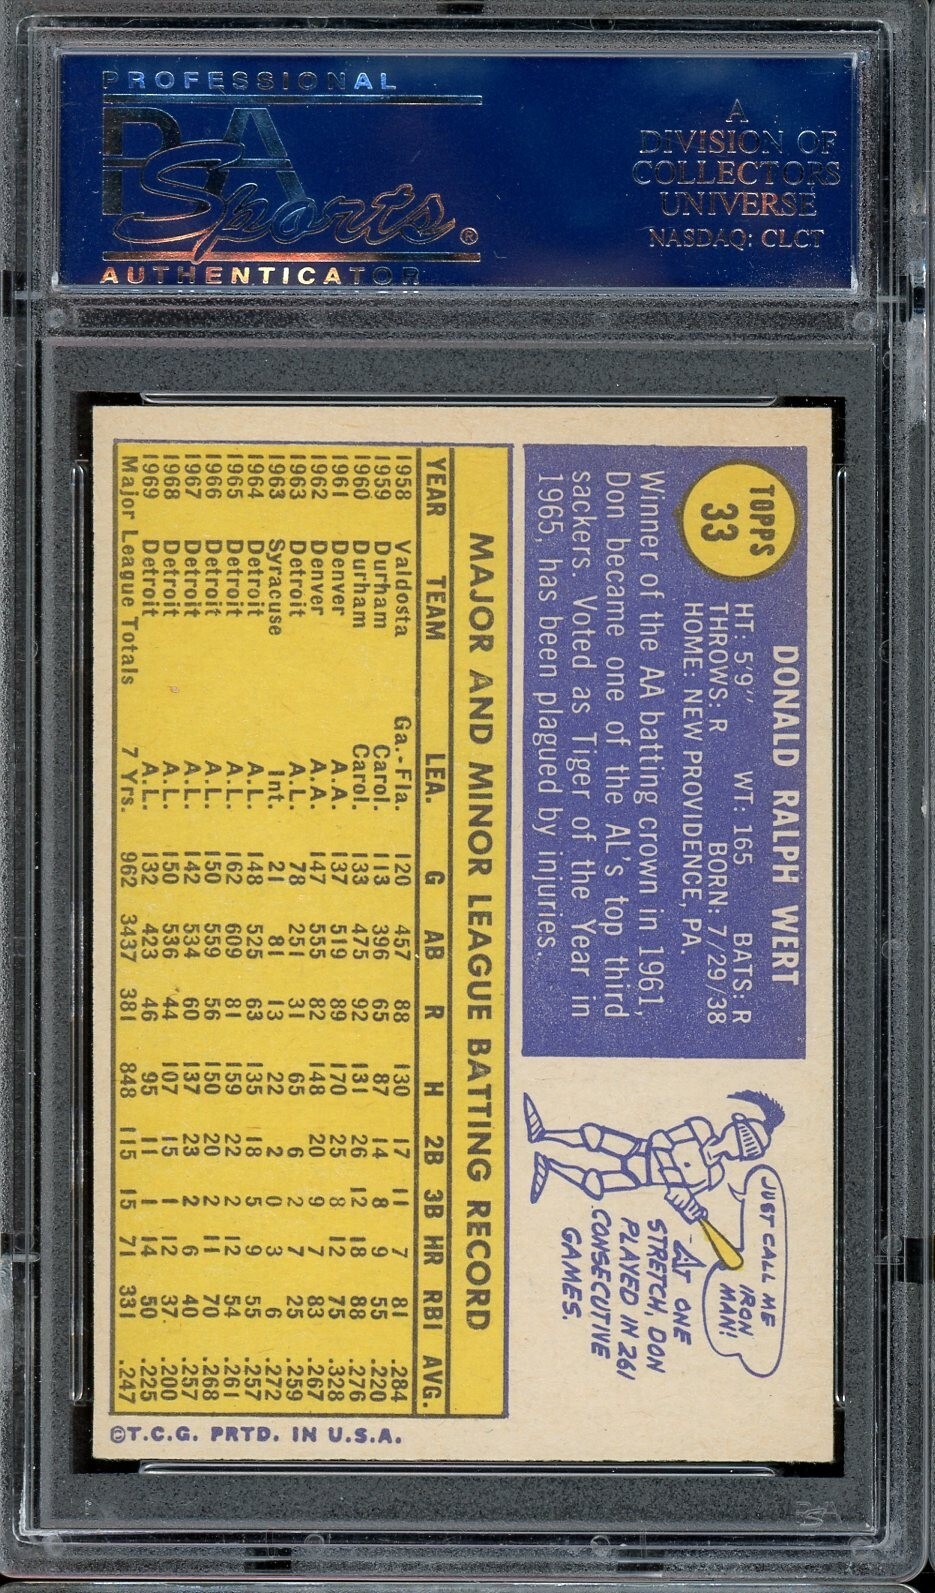 PROFESSIONAL
PSA
Sports®
AUTHENTICATOR
A
DIVISION OF
COLLECTORS
UNIVERSE
NASDAQ: CLCT
TOPPS
33
DONALD RALPH WERT
HT: 5'9" WT: 165 BATS: R
THROWS: R BORN: 7/29/38
HOME: NEW PROVIDENCE, PA.
Winner of the AA batting crown in 1961,
Don became one of the AL's top third
sackers. Voted as Tiger of the Year in
1965, has been plagued by injuries.
JUST CALL ME
IRON
MAN!
AT ONE
STRETCH, DON
PLAYED IN 261
CONSECUTIVE
GAMES.
MAJOR AND MINOR LEAGUE BATTING RECORD
YEAR TEAM LEA. G AB R H 2B 3B HR RBI AVG.
1958 Valdosta Ga.-Fla. 120 457 88 130 17 11 7 81 .284
1959 Durham Carol. 113 396 65 87 14 8 9 55 .220
1960 Durham Carol. 133 475 92 131 26 12 18 88 .276
1961 Denver A.A. 137 519 89 170 25 8 12 75 .328
1962 Denver A.A. 147 555 82 148 20 9 7 83 .267
1963 Detroit A.L. 78 251 31 65 6 2 7 25 .259
1963 Syracuse Int. 21 81 13 22 2 0 3 6 .272
1964 Detroit A.L. 148 525 63 135 18 5 9 55 .257
1965 Detroit A.L. 162 609 81 159 22 2 12 54 .261
1966 Detroit A.L. 150 559 56 150 20 2 11 70 .268
1967 Detroit A.L. 142 534 60 137 23 2 6 40 .257
1968 Detroit A.L. 150 536 44 107 15 1 12 37 .200
1969 Detroit A.L. 132 423 46 95 11 1 14 50 .225
Major League Totals 7 Yrs. 962 3437 381 848 115 15 71 331 .247
©T.C.G. PRTD. IN U.S.A.
PSA